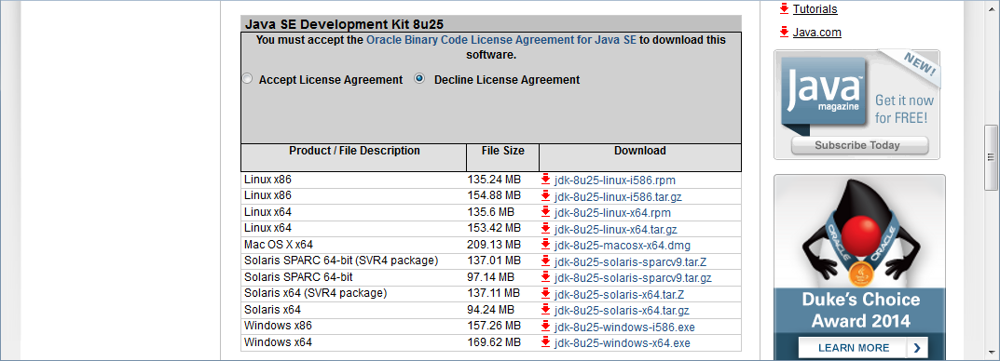 Java SE Development Kit 8u25
You must accept the Oracle Binary Code License Agreement for Java SE to download this
software.
Accept License Agreement Decline License Agreement
Product / File Description File Size Download
Linux x86 135.24 MB jdk-8u25-linux-i586.rpm
Linux x86 154.88 MB jdk-8u25-linux-i586.tar.gz
Linux x64 135.6 MB jdk-8u25-linux-x64.rpm
Linux x64 153.42 MB jdk-8u25-linux-x64.tar.gz
Mac OS X x64 209.13 MB jdk-8u25-macosx-x64.dmg
Solaris SPARC 64-bit (SVR4 package) 137.01 MB jdk-8u25-solaris-sparcv9.tar.Z
Solaris SPARC 64-bit 97.14 MB jdk-8u25-solaris-sparcv9.tar.gz
Solaris x64 (SVR4 package) 137.11 MB jdk-8u25-solaris-x64.tar.Z
Solaris x64 94.24 MB jdk-8u25-solaris-x64.tar.gz
Windows x86 157.26 MB jdk-8u25-windows-i586.exe
Windows x64 169.62 MB jdk-8u25-windows-x64.exe
Tutorials
Java.com
NEW!
Java
magazine
Get it now
for FREE!
Subscribe Today
ORACLE ORACLE
Duke's Choice
Award 2014
LEARN MORE